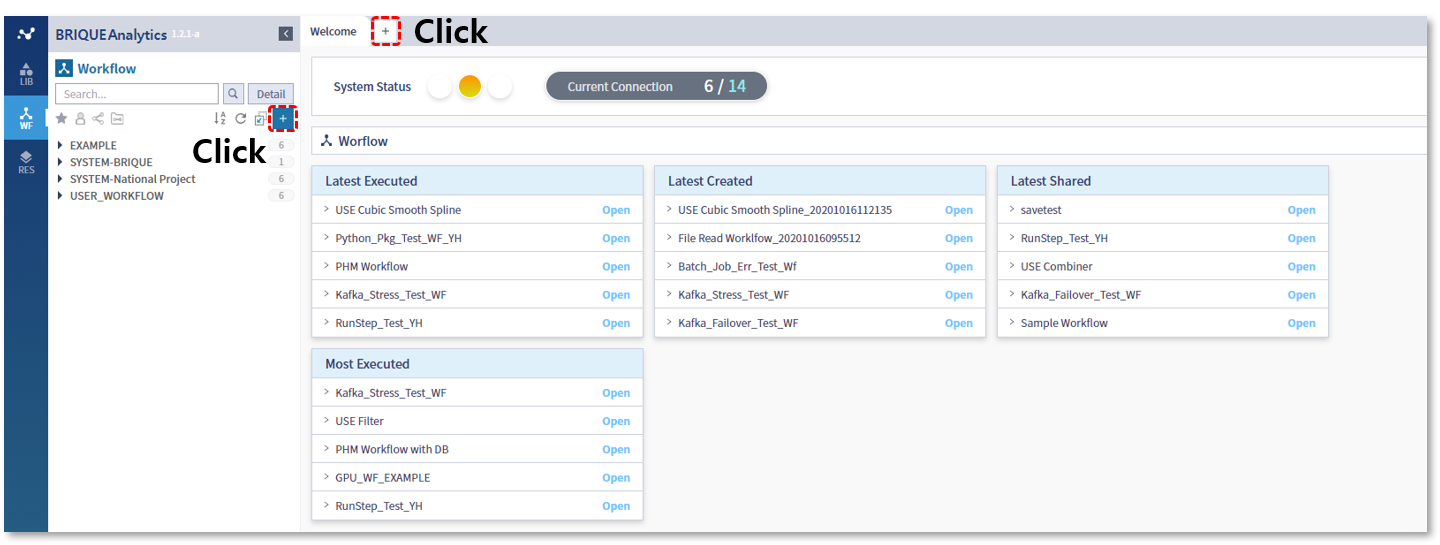 BRIQUEAnalytics 1.2.1-a
Welcome
+
Click
LIB
WF
RES
Workflow
Search...
Detail
+
Click
EXAMPLE 6
SYSTEM-BRIQUE 1
SYSTEM-National Project 6
USER_WORKFLOW 6
System Status
Current Connection 6 / 14
Worflow
Latest Executed
USE Cubic Smooth Spline Open
Python_Pkg_Test_WF_YH Open
PHM Workflow Open
Kafka_Stress_Test_WF Open
RunStep_Test_YH Open
Latest Created
USE Cubic Smooth Spline_20201016112135 Open
File Read Worklfow_20201016095512 Open
Batch_Job_Err_Test_Wf Open
Kafka_Stress_Test_WF Open
Kafka_Failover_Test_WF Open
Latest Shared
savetest Open
RunStep_Test_YH Open
USE Combiner Open
Kafka_Failover_Test_WF Open
Sample Workflow Open
Most Executed
Kafka_Stress_Test_WF Open
USE Filter Open
PHM Workflow with DB Open
GPU_WF_EXAMPLE Open
RunStep_Test_YH Open